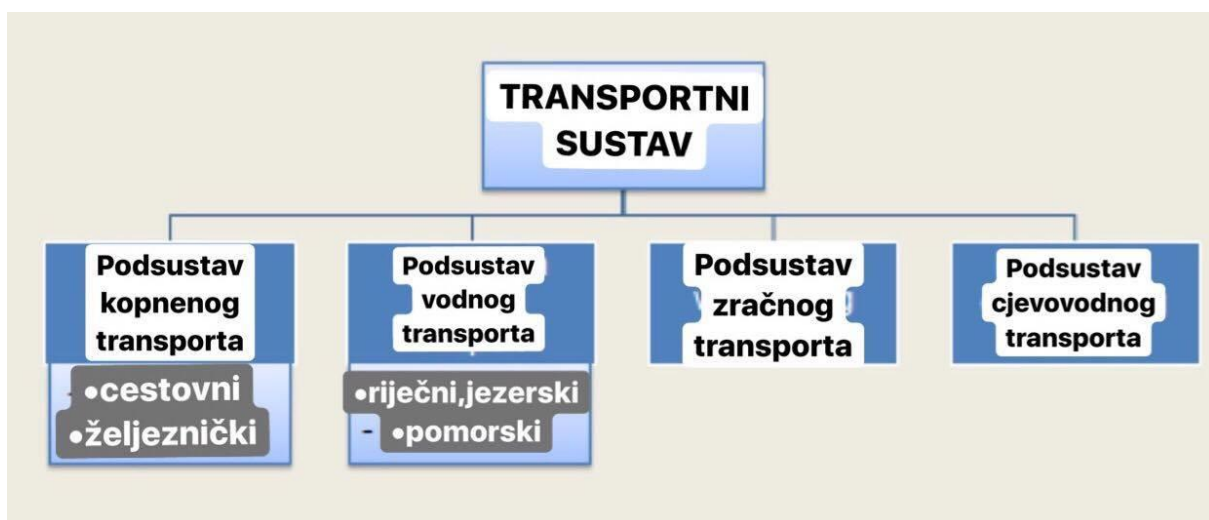 TRANSPORTNI
SUSTAV
Podsustav
kopnenog
transporta
•cestovni
•željeznički
Podsustav
vodnog
transporta
•riječni,jezerski
- •pomorski
Podsustav
zračnog
transporta
Podsustav
cjevovodnog
transporta